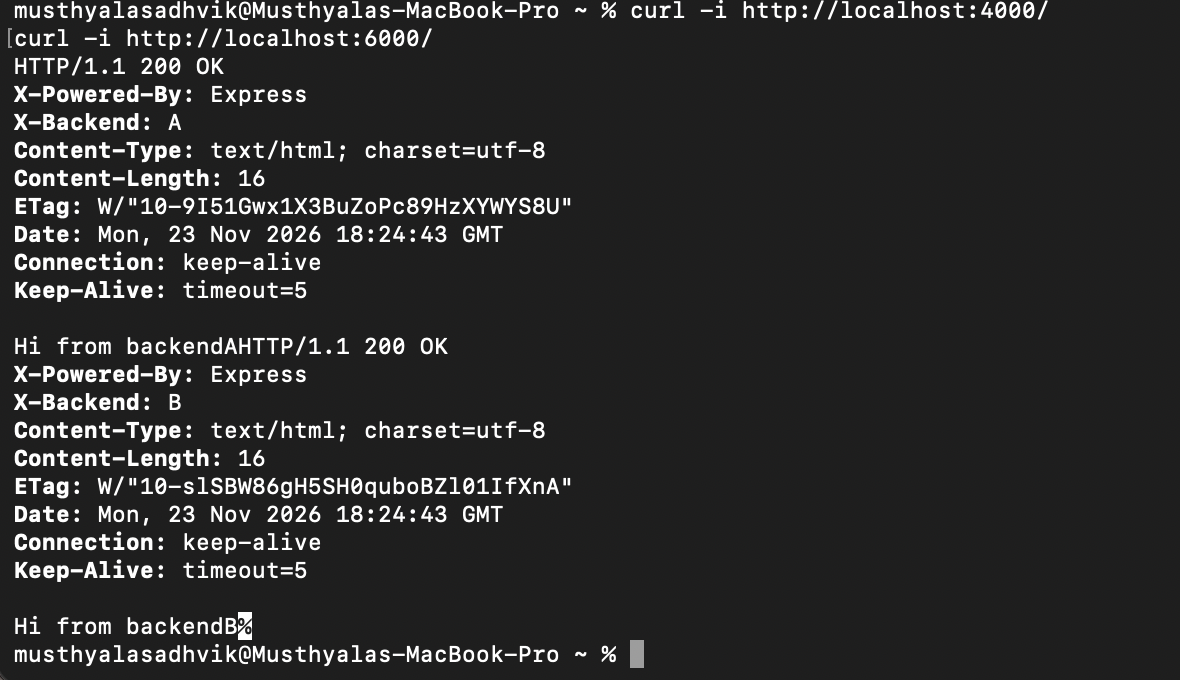 musthyalasadhvik@Musthyalas-MacBook-Pro ~ % curl -i http://localhost:4000/
[curl -i http://localhost:6000/
HTTP/1.1 200 OK
X-Powered-By: Express
X-Backend: A
Content-Type: text/html; charset=utf-8
Content-Length: 16
ETag: W/"10-9I51Gwx1X3BuZoPc89HzXYWYS8U"
Date: Mon, 23 Nov 2026 18:24:43 GMT
Connection: keep-alive
Keep-Alive: timeout=5

Hi from backendAHTTP/1.1 200 OK
X-Powered-By: Express
X-Backend: B
Content-Type: text/html; charset=utf-8
Content-Length: 16
ETag: W/"10-slSBW86gH5SH0quboBZl01IfXnA"
Date: Mon, 23 Nov 2026 18:24:43 GMT
Connection: keep-alive
Keep-Alive: timeout=5

Hi from backendB%
musthyalasadhvik@Musthyalas-MacBook-Pro ~ %